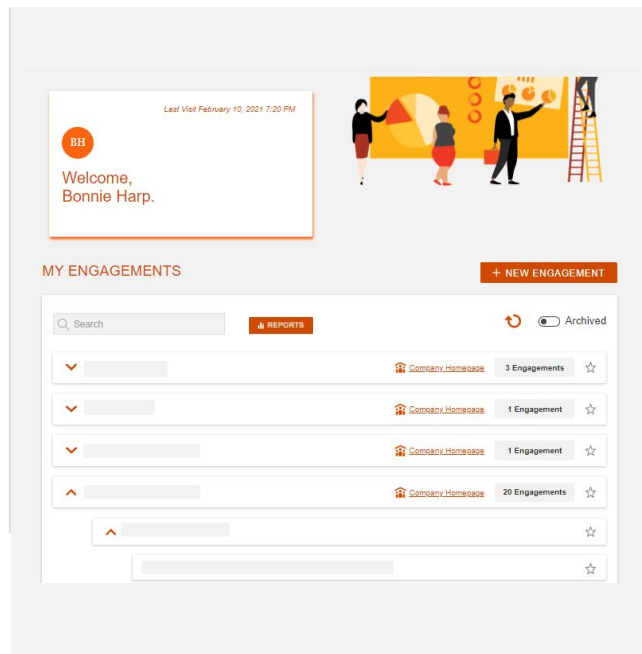 Last Visit February 10, 2021 7:20 PM
BH
Welcome,
Bonnie Harp.
MY ENGAGEMENTS
+ NEW ENGAGEMENT
Search
REPORTS
Archived
Company Homepage
3 Engagements
Company Homepage
1 Engagement
Company Homepage
1 Engagement
Company Homepage
20 Engagements